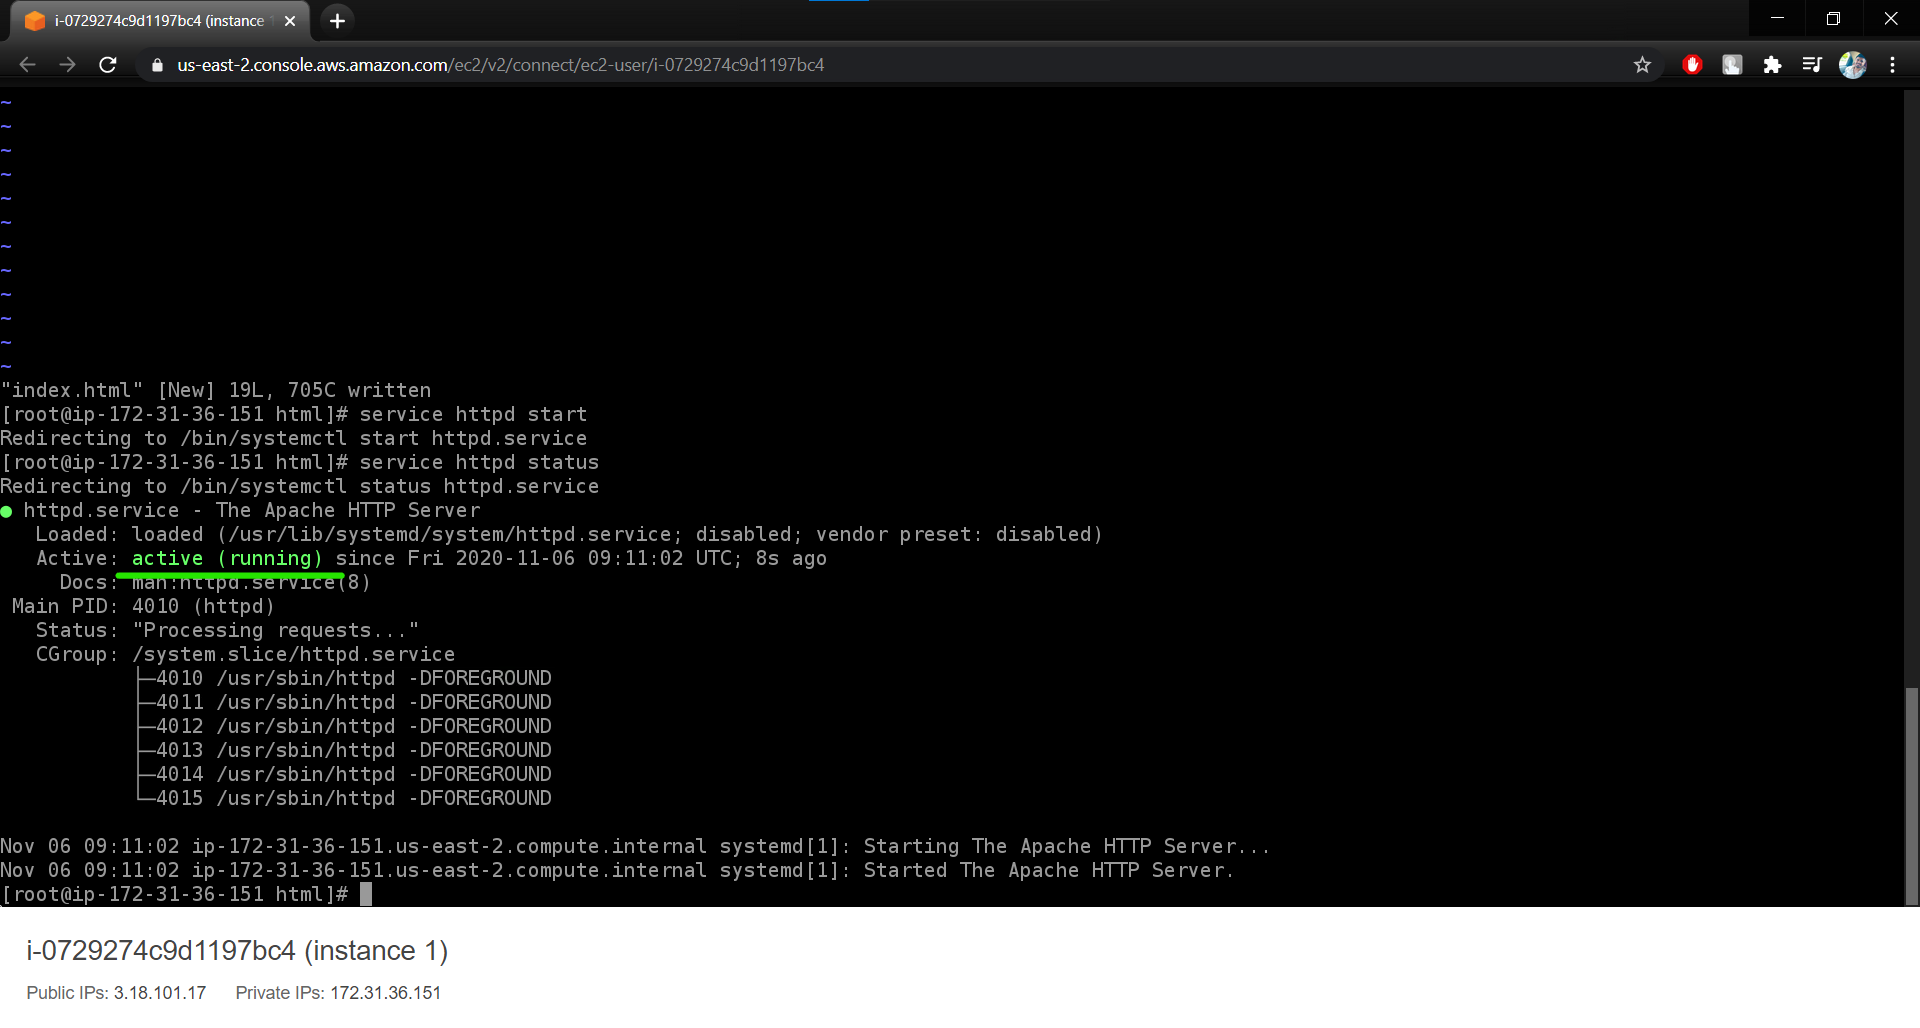 i-0729274c9d1197bc4 (instance
us-east-2.console.aws.amazon.com/ec2/v2/connect/ec2-user/i-0729274c9d1197bc4
~
~
~
~
~
~
~
~
~
~
~
~
"index.html" [New] 19L, 705C written
[root@ip-172-31-36-151 html]# service httpd start
Redirecting to /bin/systemctl start httpd.service
[root@ip-172-31-36-151 html]# service httpd status
Redirecting to /bin/systemctl status httpd.service
● httpd.service - The Apache HTTP Server
   Loaded: loaded (/usr/lib/systemd/system/httpd.service; disabled; vendor preset: disabled)
   Active: active (running) since Fri 2020-11-06 09:11:02 UTC; 8s ago
     Docs: man:httpd.service(8)
 Main PID: 4010 (httpd)
   Status: "Processing requests..."
   CGroup: /system.slice/httpd.service
           ├─4010 /usr/sbin/httpd -DFOREGROUND
           ├─4011 /usr/sbin/httpd -DFOREGROUND
           ├─4012 /usr/sbin/httpd -DFOREGROUND
           ├─4013 /usr/sbin/httpd -DFOREGROUND
           ├─4014 /usr/sbin/httpd -DFOREGROUND
           └─4015 /usr/sbin/httpd -DFOREGROUND
Nov 06 09:11:02 ip-172-31-36-151.us-east-2.compute.internal systemd[1]: Starting The Apache HTTP Server...
Nov 06 09:11:02 ip-172-31-36-151.us-east-2.compute.internal systemd[1]: Started The Apache HTTP Server.
[root@ip-172-31-36-151 html]#
i-0729274c9d1197bc4 (instance 1)
Public IPs: 3.18.101.17 Private IPs: 172.31.36.151